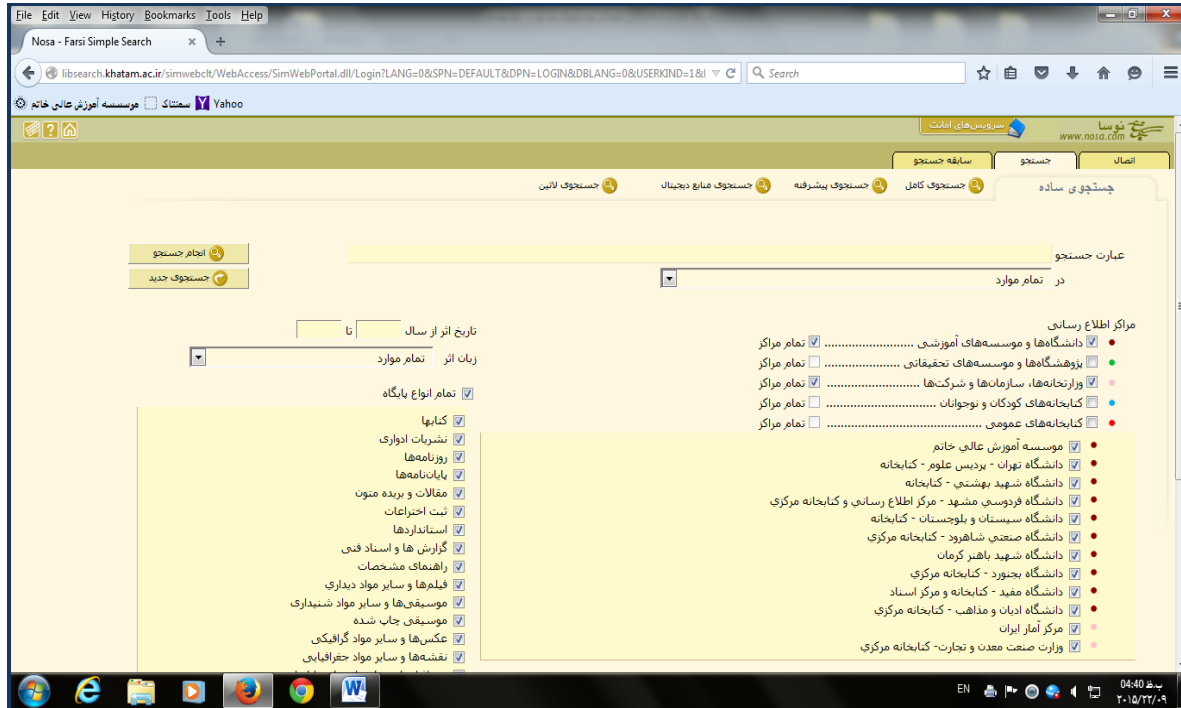 File Edit View History Bookmarks Tools Help
Nosa - Farsi Simple Search
libsearch.khatam.ac.ir/simwebclt/WebAccess/SimWebPortal.dll/Login?LANG=0&SPN=DEFAULT&DPN=LOGIN&DBLANG=0&USERKIND=1&
Search
موسسسه آموزش عالی خاتم سمتتاک Yahoo
سرویس‌های امانت
نوسا
www.nosa.com
اتصال جستجو سابقه جستجو
جستجوی ساده جستجوی کامل جستجوی پیشرفته جستجوی منابع دیجیتال جستجوی لاتین
عبارت جستجو
انجام جستجو
در تمام موارد
جستجوی جدید
مراکز اطلاع رسانی
دانشگاه‌ها و موسسه‌های آموزشی ......................... تمام مراکز
پژوهشگاه‌ها و موسسه‌های تحقیقاتی ..................... تمام مراکز
وزارتخانه‌ها، سازمان‌ها و شرکت‌ها .......................... تمام مراکز
کتابخانه‌های کودکان و نوجوانان ............................... تمام مراکز
کتابخانه‌های عمومی ........................................... تمام مراکز
موسسه آموزش عالي خاتم
دانشگاه تهران - پردیس علوم - کتابخانه
دانشگاه شهید بهشتي - کتابخانه
دانشگاه فردوسي مشهد - مرکز اطلاع رساني و کتابخانه مرکزي
دانشگاه سیستان و بلوچستان - کتابخانه
دانشگاه صنعتي شاهرود - کتابخانه مرکزي
دانشگاه شهید باهنر کرمان
دانشگاه بجنورد - کتابخانه مرکزي
دانشگاه مفید - کتابخانه و مرکز اسناد
دانشگاه ادیان و مذاهب - کتابخانه مرکزي
مرکز آمار ایران
وزارت صنعت معدن و تجارت- کتابخانه مرکزي
تاریخ اثر از سال تا
زبان اثر تمام موارد
تمام انواع پایگاه
کتابها
نشریات ادواری
روزنامه‌ها
پایان‌نامه‌ها
مقالات و بریده متون
ثبت اختراعات
استانداردها
گزارش ها و اسناد فنی
راهنمای مشخصات
فیلم‌ها و سایر مواد دیداری
موسیقی‌ها و سایر مواد شنیداری
موسیقی چاپ شده
عکس‌ها و سایر مواد گرافیکی
نقشه‌ها و سایر مواد جغرافیایی
EN
04:40 ب.ظ
۲۰۱۵/۲۲/۰۹